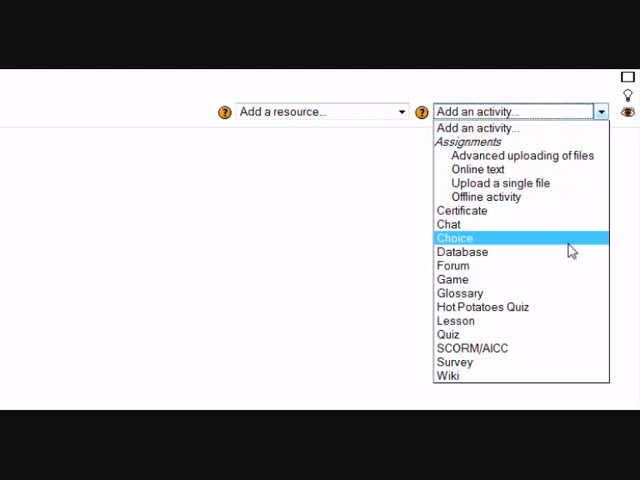 Add a resource...
Add an activity...
Add an activity...
Assignments
Advanced uploading of files
Online text
Upload a single file
Offline activity
Certificate
Chat
Choice
Database
Forum
Game
Glossary
Hot Potatoes Quiz
Lesson
Quiz
SCORM/AICC
Survey
Wiki